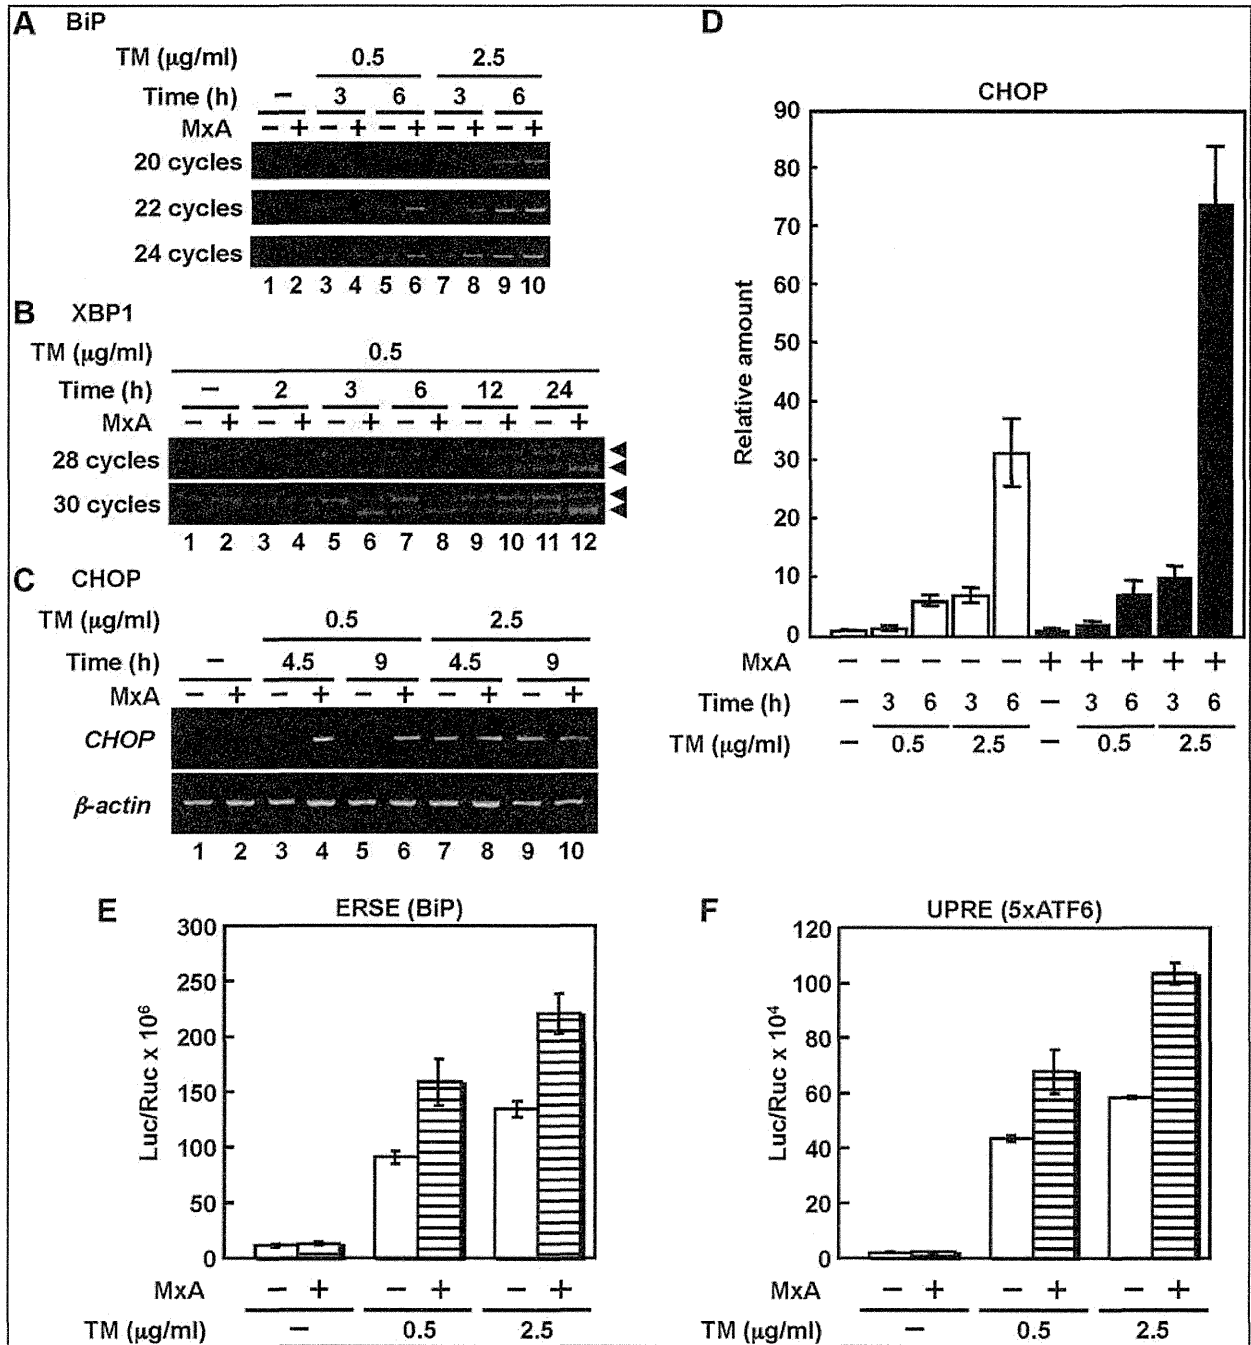 A BiP
TM (μg/ml) 0.5 2.5
Time (h) − 3 6 3 6
MxA − + − + − + − + − +
20 cycles
22 cycles
24 cycles
1 2 3 4 5 6 7 8 9 10
B XBP1
TM (μg/ml) 0.5
Time (h) − 2 3 6 12 24
MxA − + − + − + − + − + − +
28 cycles
30 cycles
1 2 3 4 5 6 7 8 9 10 11 12
C CHOP
TM (μg/ml) 0.5 2.5
Time (h) − 4.5 9 4.5 9
MxA − + − + − + − + − +
CHOP
β-actin
1 2 3 4 5 6 7 8 9 10
D
CHOP
Relative amount
90
80
70
60
50
40
30
20
10
0
MxA − − − − − + + + + +
Time (h) − 3 6 3 6 − 3 6 3 6
TM (μg/ml) − 0.5 2.5 − 0.5 2.5
E ERSE (BiP)
Luc/Ruc x 10⁶
300
250
200
150
100
50
0
MxA − + − + − +
TM (μg/ml) − 0.5 2.5
F UPRE (5xATF6)
Luc/Ruc x 10⁴
120
100
80
60
40
20
0
MxA − + − + − +
TM (μg/ml) − 0.5 2.5